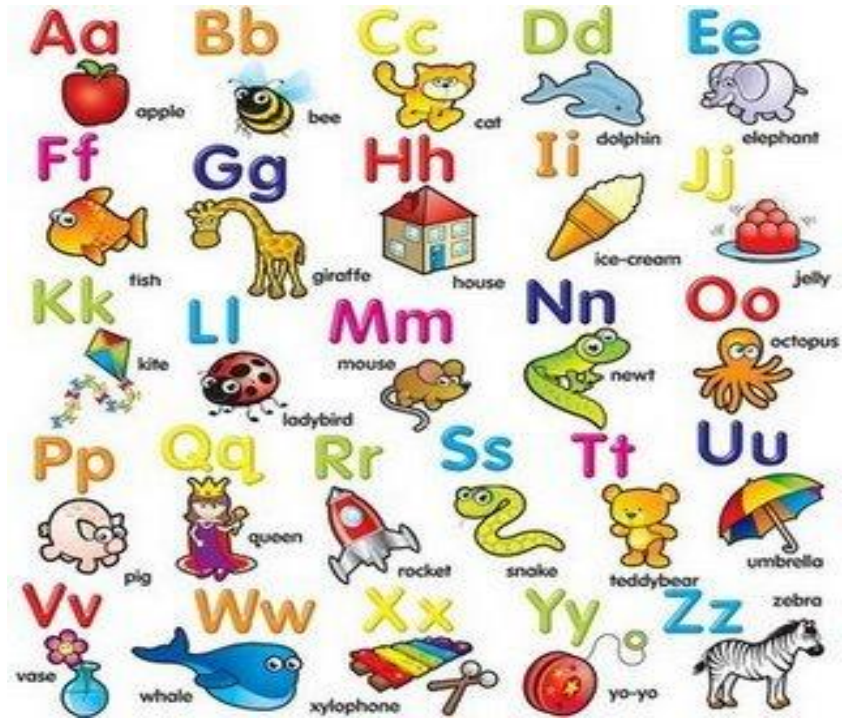 Aa Bb Cc Dd Ee
apple bee cat dolphin elephant
Ff Gg Hh Ii Jj
fish giraffe house ice-cream jelly
Kk Ll Mm Nn Oo
kite ladybird mouse newt octopus
Pp Qq Rr Ss Tt Uu
pig queen rocket snake teddybear umbrella
Vv Ww Xx Yy Zz
vase whale xylophone yo-yo zebra